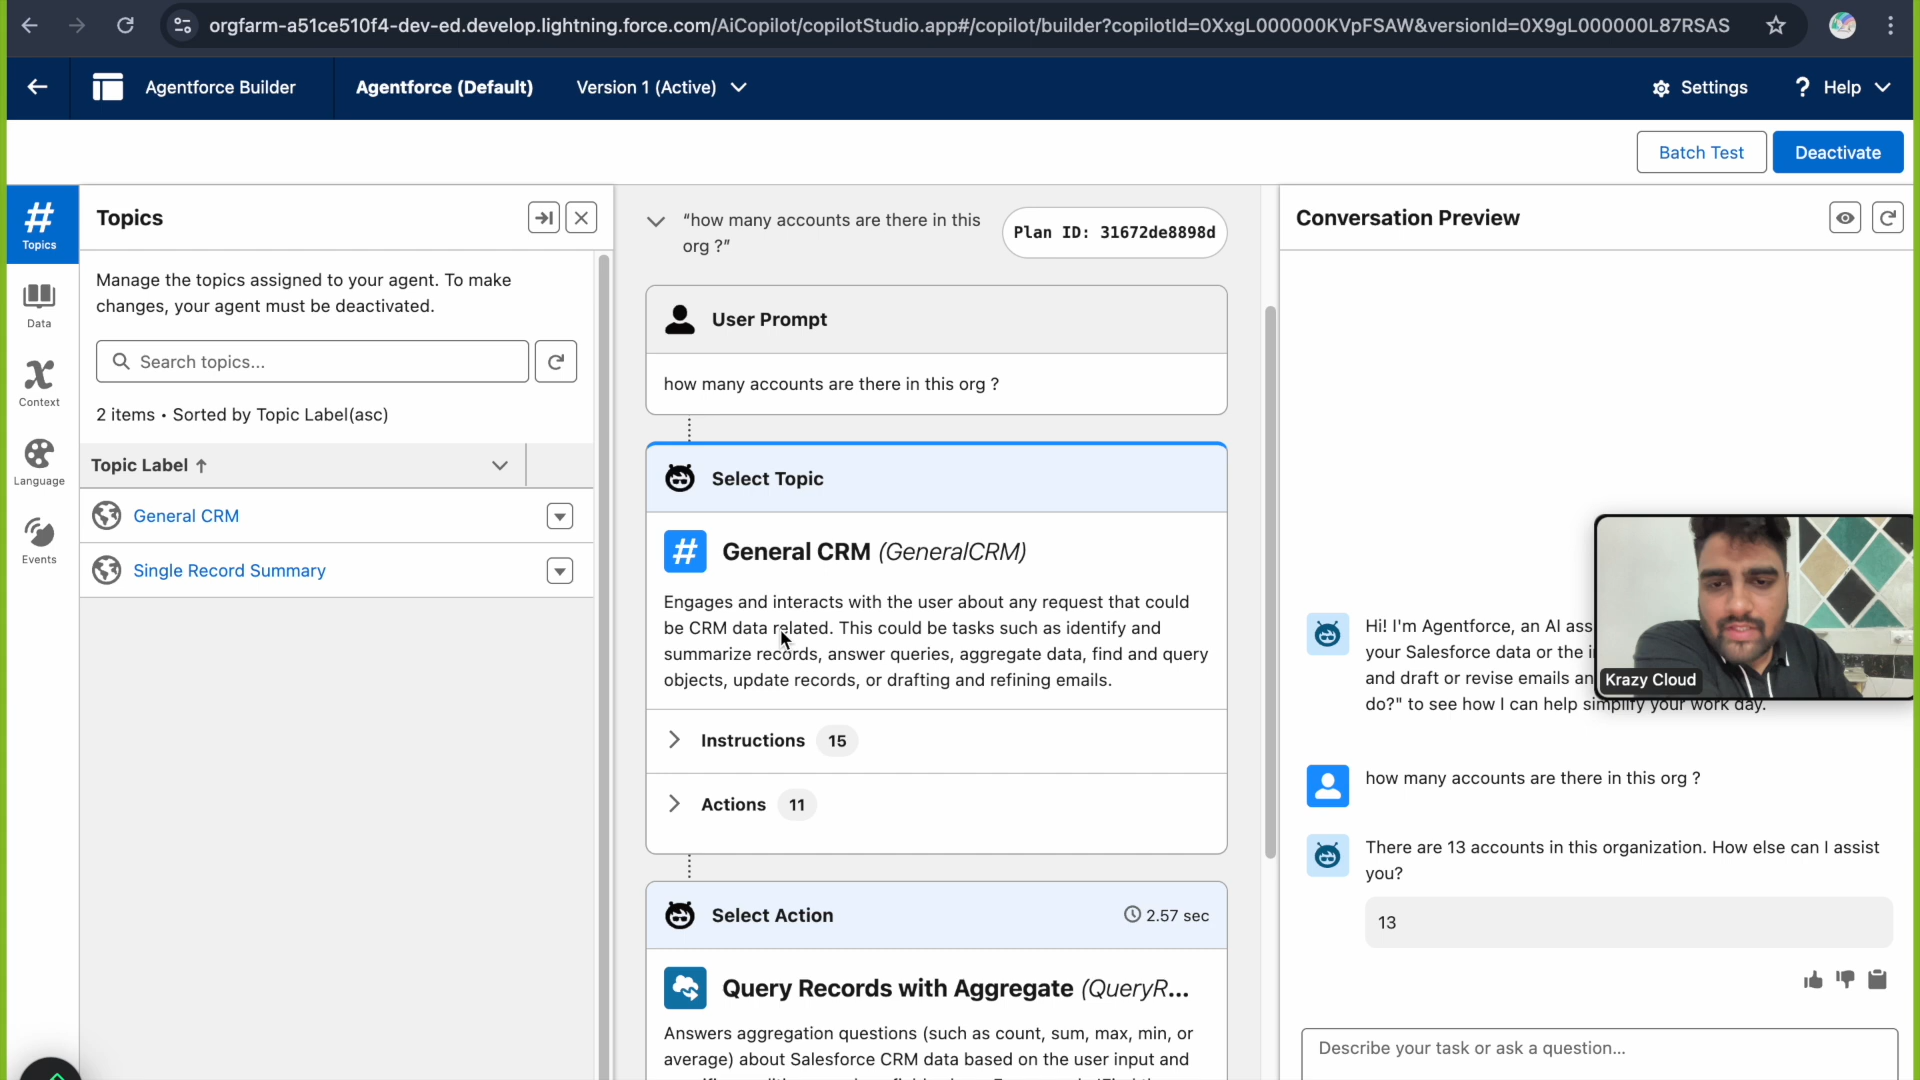 orgfarm-a51ce510f4-dev-ed.develop.lightning.force.com/AiCopilot/copilotStudio.app#/copilot/builder?copilotId=0XxgL000000KVpFSAW&versionId=0X9gL000000L87RSAS
Agentforce Builder
Agentforce (Default)
Version 1 (Active)
Settings
? Help
Batch Test
Deactivate
Topics
Data
Context
Language
Events
Topics
Manage the topics assigned to your agent. To make
changes, your agent must be deactivated.
Search topics...
2 items • Sorted by Topic Label(asc)
Topic Label ↑
General CRM
Single Record Summary
“how many accounts are there in this
org ?”
Plan ID: 31672de8898d
User Prompt
how many accounts are there in this org ?
Select Topic
# General CRM (GeneralCRM)
Engages and interacts with the user about any request that could
be CRM data related. This could be tasks such as identify and
summarize records, answer queries, aggregate data, find and query
objects, update records, or drafting and refining emails.
Instructions 15
Actions 11
Select Action
2.57 sec
Query Records with Aggregate (QueryR...
Answers aggregation questions (such as count, sum, max, min, or
average) about Salesforce CRM data based on the user input and
Conversation Preview
Hi! I'm Agentforce, an AI ass
your Salesforce data or the i
and draft or revise emails an
do?" to see how I can help simplify your work day.
Krazy Cloud
how many accounts are there in this org ?
There are 13 accounts in this organization. How else can I assist
you?
13
Describe your task or ask a question...